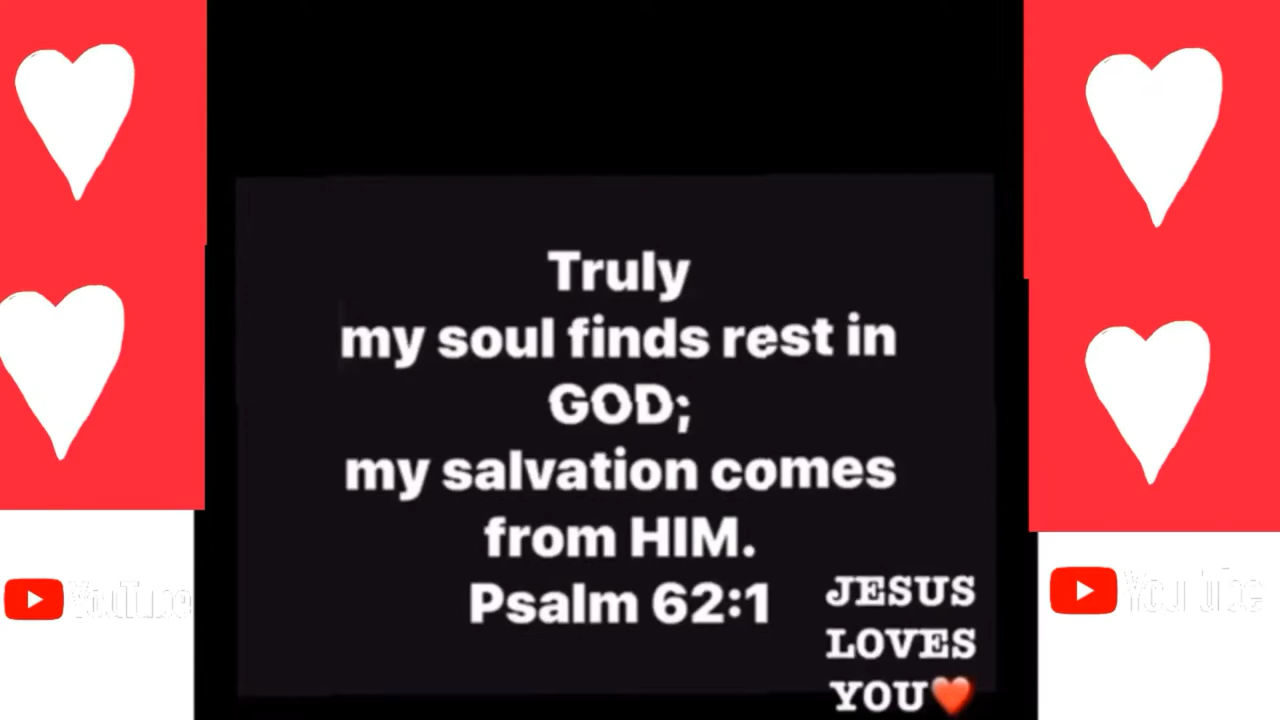 Truly
my soul finds rest in
GOD;
my salvation comes
from HIM.
Psalm 62:1
JESUS
LOVES
YOU❤️
YouTube
YouTube